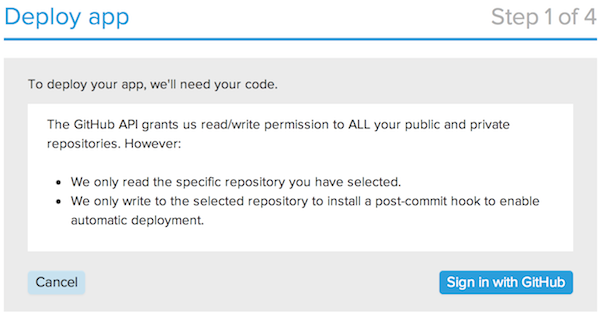 Deploy app
Step 1 of 4
To deploy your app, we'll need your code.
The GitHub API grants us read/write permission to ALL your public and private
repositories. However:
• We only read the specific repository you have selected.
• We only write to the selected repository to install a post-commit hook to enable
automatic deployment.
Cancel
Sign in with GitHub